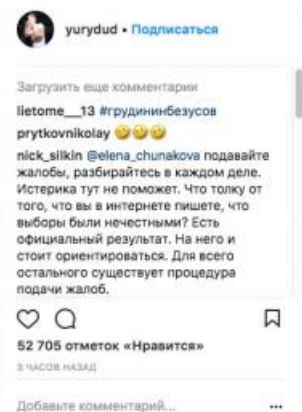 yurydud • Подписаться
Загрузить еще комментарии
lietome___13 #грудининбезусов
prytkovnikolay 🤣🤣🤣
nick_silkin @elena_chunakova подавайте
жалобы, разбирайтесь в каждом деле.
Истерика тут не поможет. Что толку от
того, что вы в интернете пишете, что
выборы были нечестными? Есть
официальный результат. На него и
стоит ориентироваться. Для всего
остального существует процедура
подачи жалоб.
52 705 отметок «Нравится»
3 ЧАСОВ НАЗАД
Добавьте комментарий...